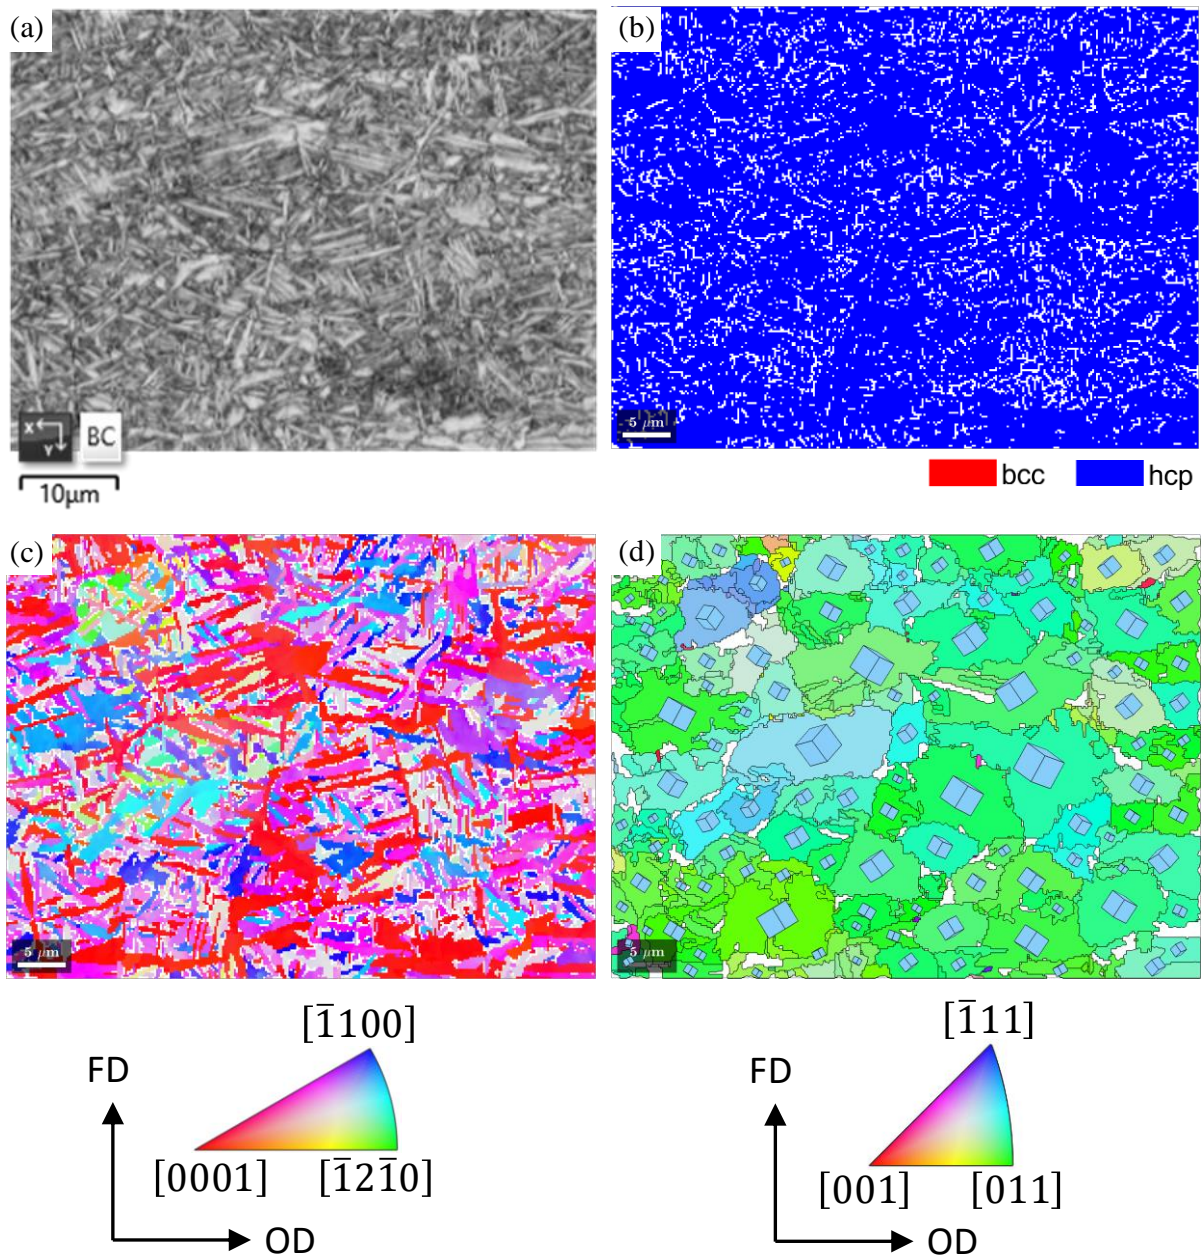 (a)
(b)
X
Y
BC
10μm
5 μm
bcc
hcp
(c)
(d)
5 μm
5 μm
[1̅100]
[1̅11]
FD
FD
[0001]
[1̅21̅0]
[001]
[011]
OD
OD